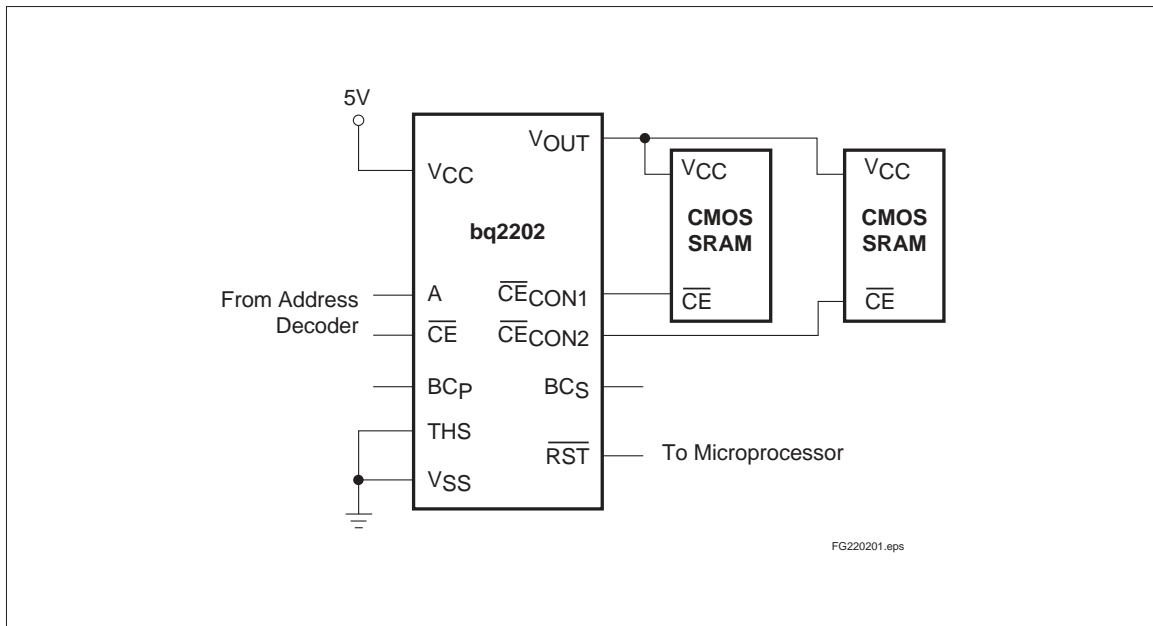 5V
VCC
VOUT
bq2202
VCC
CMOS
SRAM
CE
VCC
CMOS
SRAM
CE
From Address
Decoder
A
CE
CECON1
CECON2
BCP
BCS
THS
RST
To Microprocessor
VSS
FG220201.eps